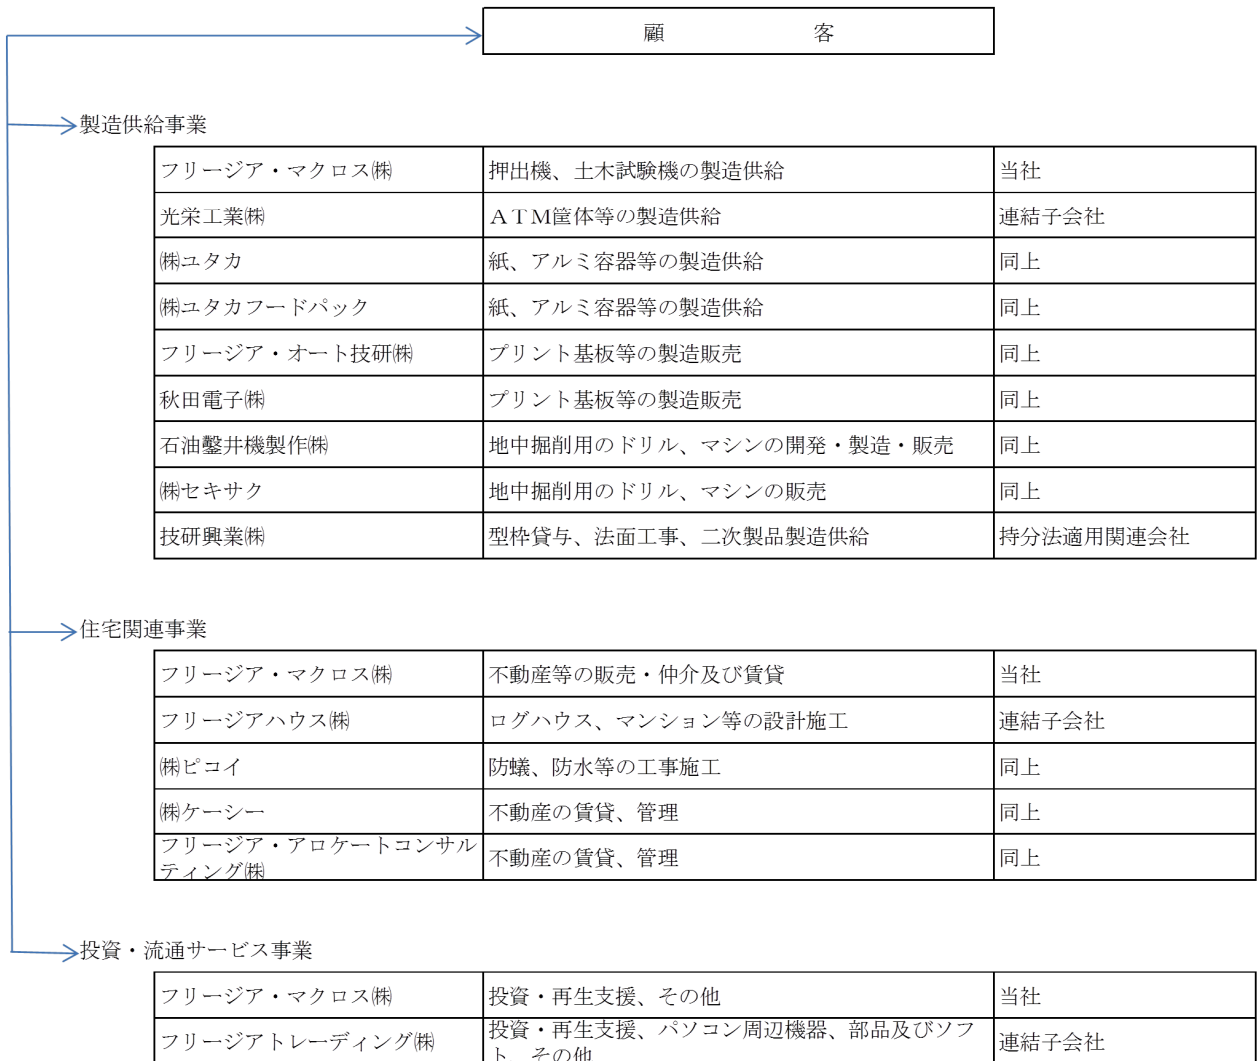 顧 客
製造供給事業
フリージア・マクロス㈱ 押出機、土木試験機の製造供給 当社
光栄工業㈱ ＡＴＭ筐体等の製造供給 連結子会社
㈱ユタカ 紙、アルミ容器等の製造供給 同上
㈱ユタカフードパック 紙、アルミ容器等の製造供給 同上
フリージア・オート技研㈱ プリント基板等の製造販売 同上
秋田電子㈱ プリント基板等の製造販売 同上
石油鑿井機製作㈱ 地中掘削用のドリル、マシンの開発・製造・販売 同上
㈱セキサク 地中掘削用のドリル、マシンの販売 同上
技研興業㈱ 型枠貸与、法面工事、二次製品製造供給 持分法適用関連会社
住宅関連事業
フリージア・マクロス㈱ 不動産等の販売・仲介及び賃貸 当社
フリージアハウス㈱ ログハウス、マンション等の設計施工 連結子会社
㈱ピコイ 防蟻、防水等の工事施工 同上
㈱ケーシー 不動産の賃貸、管理 同上
フリージア・アロケートコンサル
ティング㈱ 不動産の賃貸、管理 同上
投資・流通サービス事業
フリージア・マクロス㈱ 投資・再生支援、その他 当社
フリージアトレーディング㈱ 投資・再生支援、パソコン周辺機器、部品及びソフ 連結子会社
ト、その他